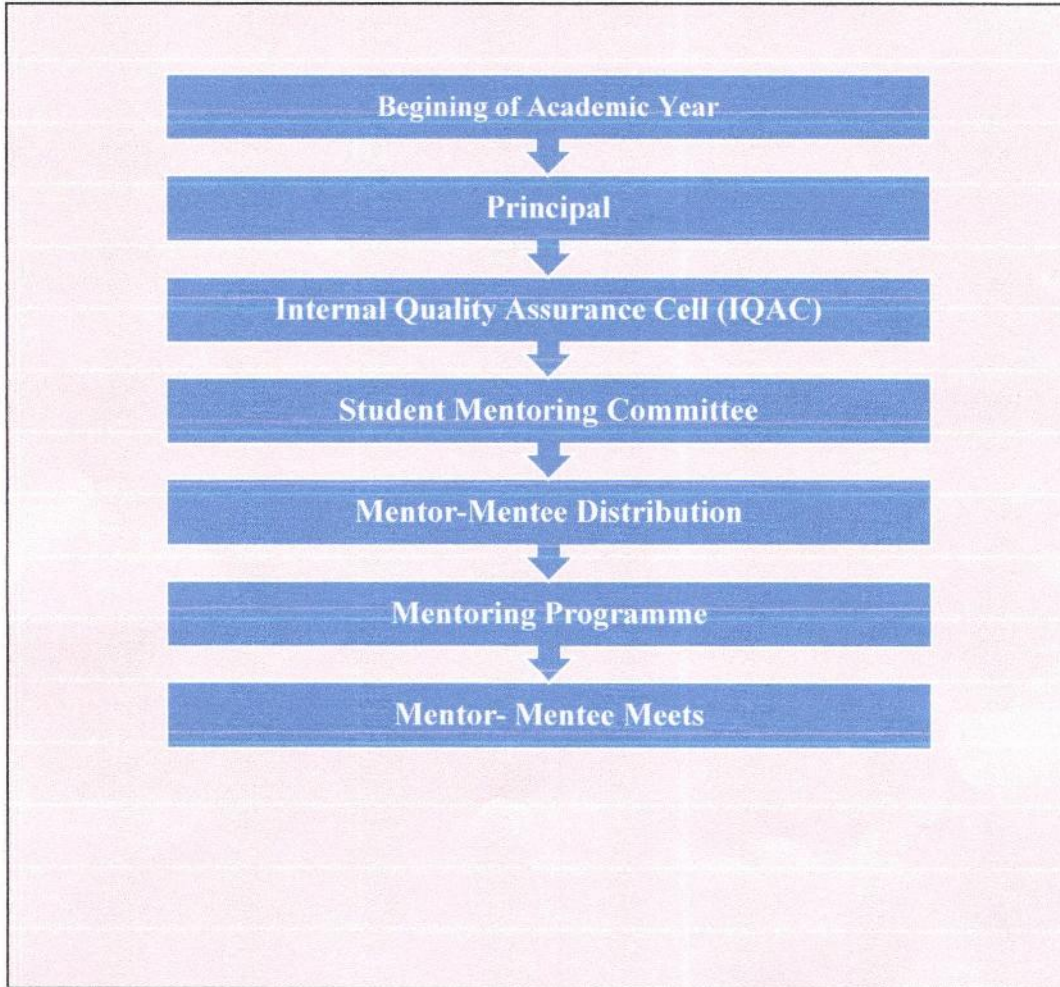 Begining of Academic Year
Principal
Internal Quality Assurance Cell (IQAC)
Student Mentoring Committee
Mentor-Mentee Distribution
Mentoring Programme
Mentor- Mentee Meets